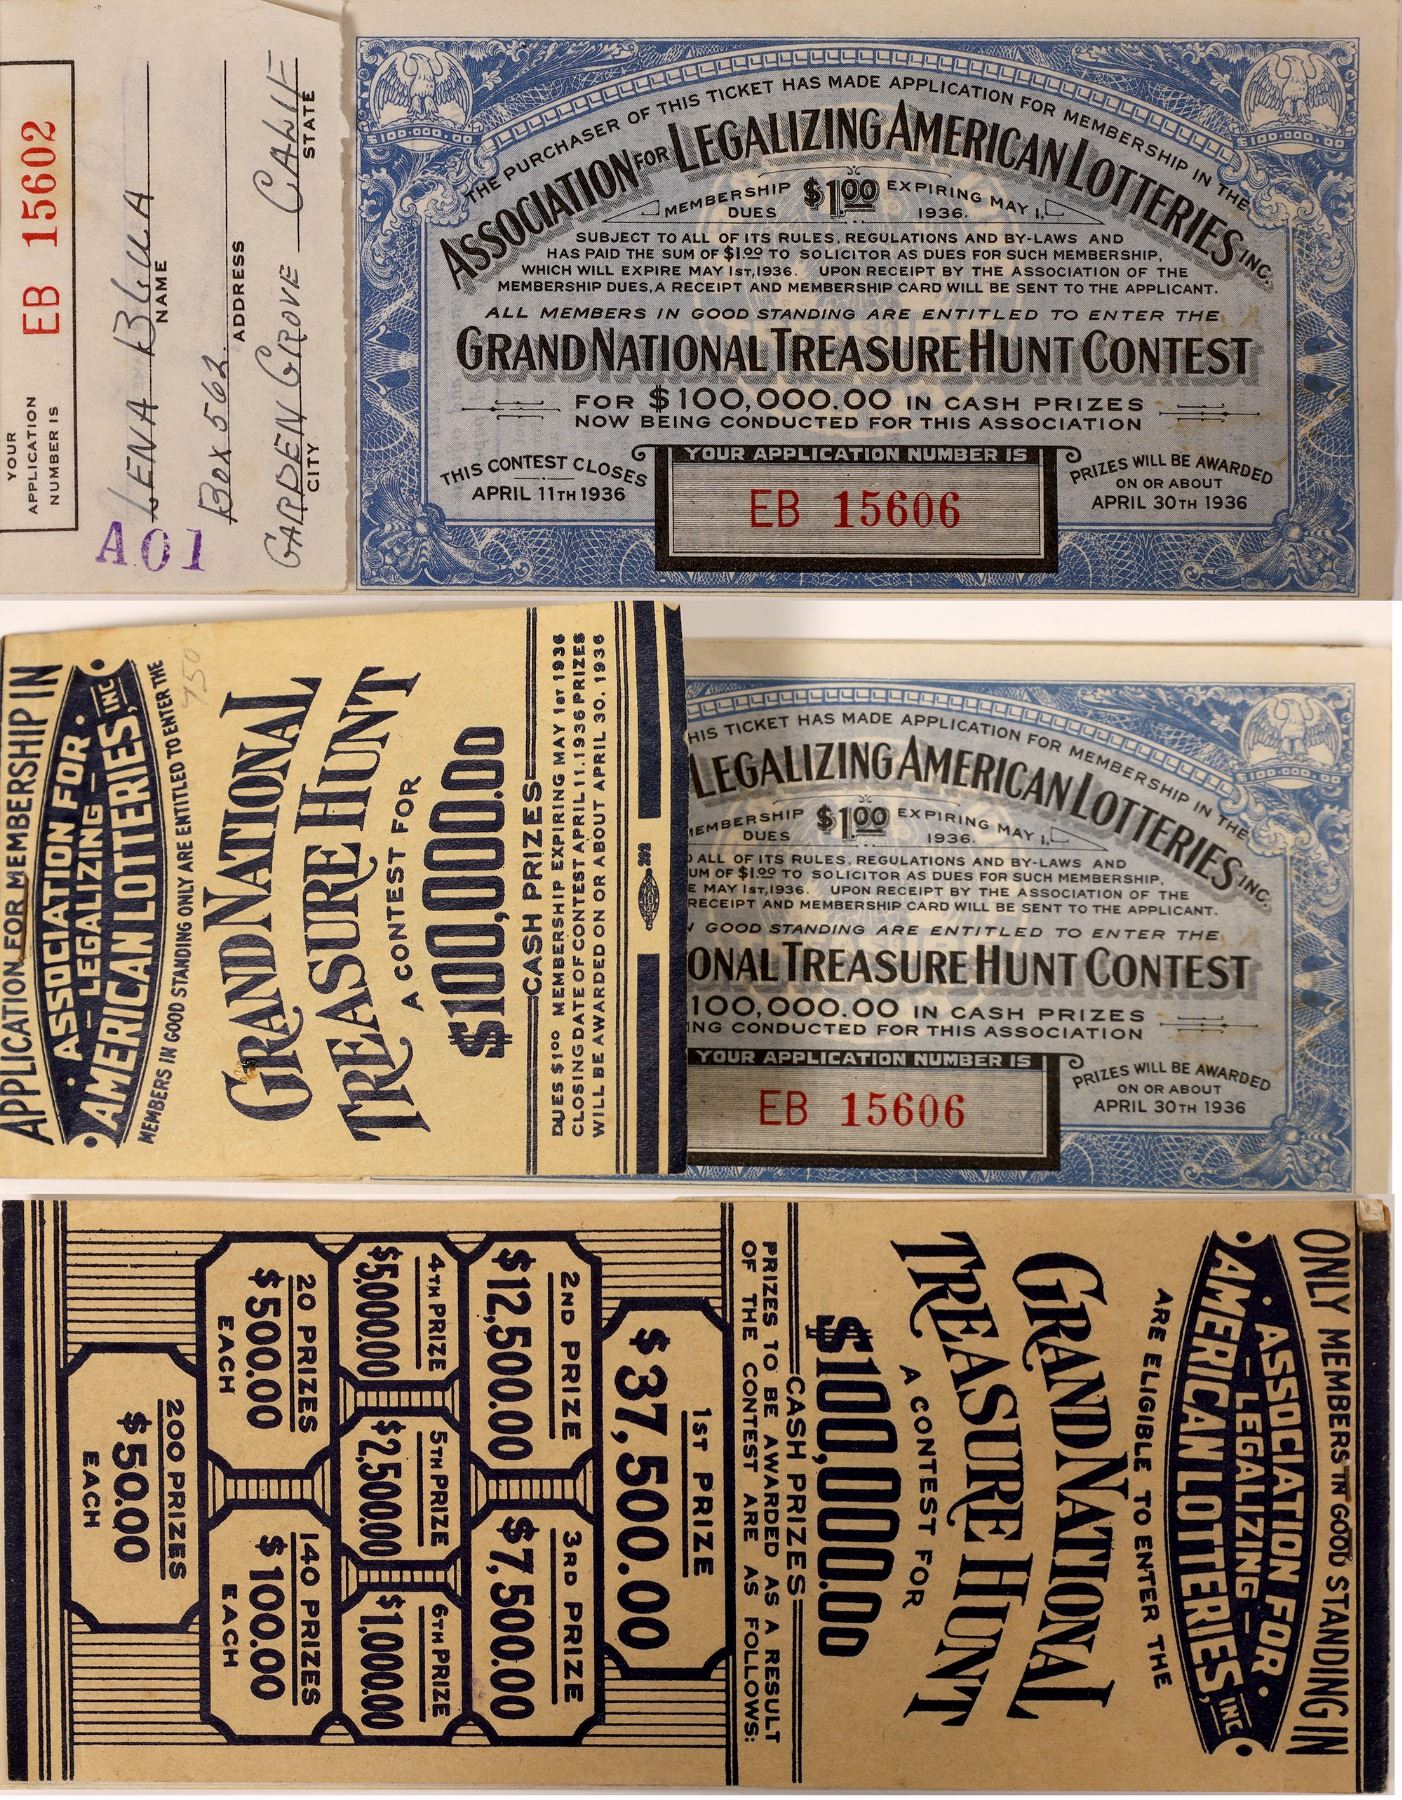 YOUR
APPLICATION
NUMBER IS
EB 15602
NAME
Box 562
ADDRESS
GARDEN GROVE CALIF
CITY STATE
A01
$100,000.00
$100,000.00
THE PURCHASER OF THIS TICKET HAS MADE APPLICATION FOR MEMBERSHIP IN THE
ASSOCIATION FOR LEGALIZING AMERICAN LOTTERIES, INC.
MEMBERSHIP DUES $1.00 EXPIRING MAY 1, 1936.
SUBJECT TO ALL OF ITS RULES, REGULATIONS AND BY-LAWS AND
HAS PAID THE SUM OF $1.00 TO SOLICITOR AS DUES FOR SUCH MEMBERSHIP,
WHICH WILL EXPIRE MAY 1ST, 1936. UPON RECEIPT BY THE ASSOCIATION OF THE
MEMBERSHIP DUES, A RECEIPT AND MEMBERSHIP CARD WILL BE SENT TO THE APPLICANT.
ALL MEMBERS IN GOOD STANDING ARE ENTITLED TO ENTER THE
GRAND NATIONAL TREASURE HUNT CONTEST
FOR $100,000.00 IN CASH PRIZES
NOW BEING CONDUCTED FOR THIS ASSOCIATION
THIS CONTEST CLOSES
APRIL 11TH 1936
YOUR APPLICATION NUMBER IS
EB 15606
PRIZES WILL BE AWARDED
ON OR ABOUT
APRIL 30TH 1936
APPLICATION FOR MEMBERSHIP IN
ASSOCIATION FOR
- LEGALIZING -
AMERICAN LOTTERIES, INC.
MEMBERS IN GOOD STANDING ONLY ARE ENTITLED TO ENTER THE
750
GRAND NATIONAL
TREASURE HUNT
A CONTEST FOR
$100,000.00
CASH PRIZES
DUES $1.00 MEMBERSHIP EXPIRING MAY 1ST 1936
CLOSING DATE OF CONTEST APRIL 11, 1936 PRIZES
WILL BE AWARDED ON OR ABOUT APRIL 30, 1936
282
HIS TICKET HAS MADE APPLICATION FOR MEMBERSHIP IN THE
LEGALIZING AMERICAN LOTTERIES, INC.
EMBERSHIP DUES $1.00 EXPIRING MAY 1, 1936.
O ALL OF ITS RULES, REGULATIONS AND BY-LAWS AND
UM OF $1.00 TO SOLICITOR AS DUES FOR SUCH MEMBERSHIP,
E MAY 1ST, 1936. UPON RECEIPT BY THE ASSOCIATION OF THE
RECEIPT AND MEMBERSHIP CARD WILL BE SENT TO THE APPLICANT.
GOOD STANDING ARE ENTITLED TO ENTER THE
ONAL TREASURE HUNT CONTEST
100,000.00 IN CASH PRIZES
NG CONDUCTED FOR THIS ASSOCIATION
YOUR APPLICATION NUMBER IS
EB 15606
PRIZES WILL BE AWARDED
ON OR ABOUT
APRIL 30TH 1936
$100,000.00
ONLY MEMBERS IN GOOD STANDING IN
ASSOCIATION FOR
- LEGALIZING -
AMERICAN LOTTERIES, INC.
ARE ELIGIBLE TO ENTER THE
GRAND NATIONAL
TREASURE HUNT
A CONTEST FOR
$100,000.00
CASH PRIZES
PRIZES TO BE AWARDED AS A RESULT
OF THE CONTEST ARE AS FOLLOWS:
1ST PRIZE
$37,500.00
2ND PRIZE
$12,500.00
3RD PRIZE
$7,500.00
4TH PRIZE
$5,000.00
5TH PRIZE
$2,500.00
6TH PRIZE
$1,000.00
20 PRIZES
$500.00
EACH
140 PRIZES
$100.00
EACH
200 PRIZES
$50.00
EACH